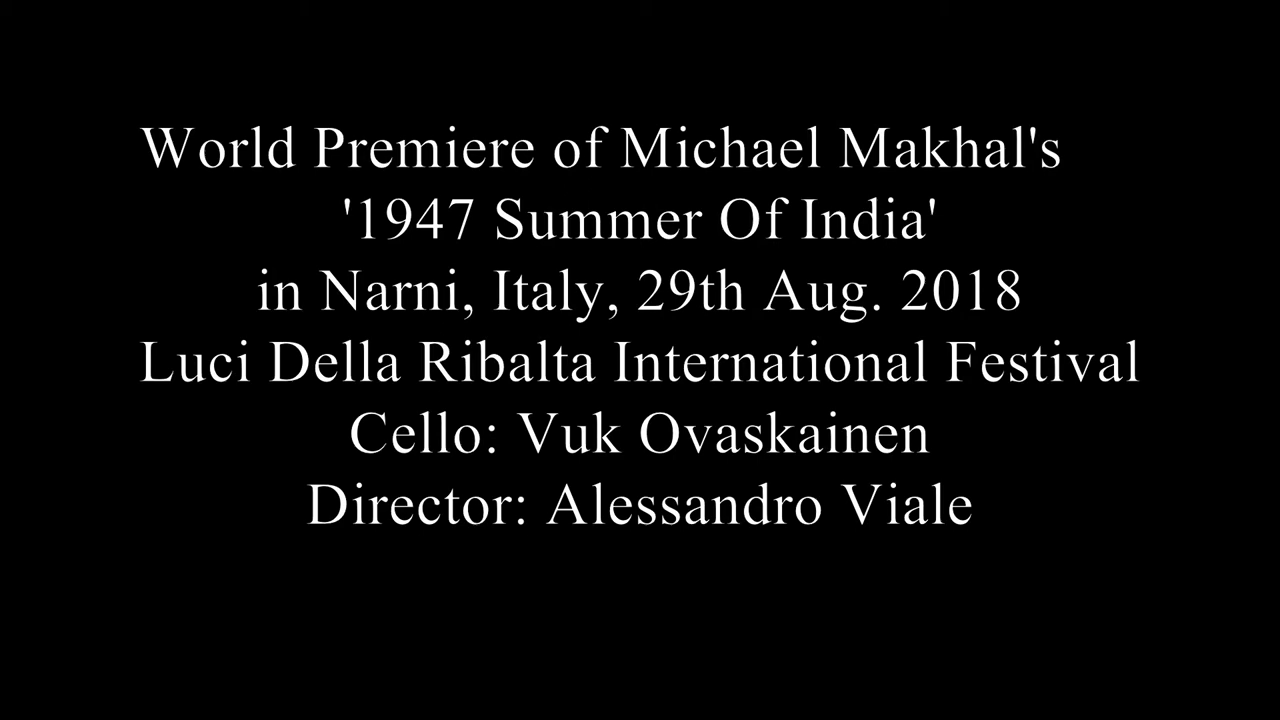 World Premiere of Michael Makhal's
'1947 Summer Of India'
in Narni, Italy, 29th Aug. 2018
Luci Della Ribalta International Festival
Cello: Vuk Ovaskainen
Director: Alessandro Viale